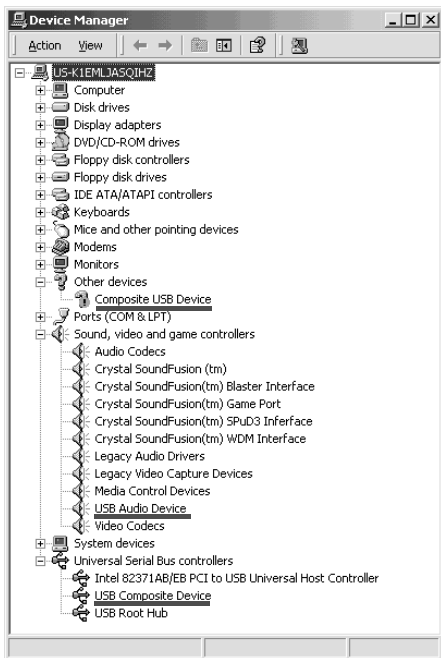 Device Manager
Action View
US-K1EMLJASQIHZ
Computer
Disk drives
Display adapters
DVD/CD-ROM drives
Floppy disk controllers
Floppy disk drives
IDE ATA/ATAPI controllers
Keyboards
Mice and other pointing devices
Modems
Monitors
Other devices
Composite USB Device
Ports (COM & LPT)
Sound, video and game controllers
Audio Codecs
Crystal SoundFusion (tm)
Crystal SoundFusion(tm) Blaster Interface
Crystal SoundFusion(tm) Game Port
Crystal SoundFusion(tm) SPuD3 Inferface
Crystal SoundFusion(tm) WDM Interface
Legacy Audio Drivers
Legacy Video Capture Devices
Media Control Devices
USB Audio Device
Video Codecs
System devices
Universal Serial Bus controllers
Intel 82371AB/EB PCI to USB Universal Host Controller
USB Composite Device
USB Root Hub